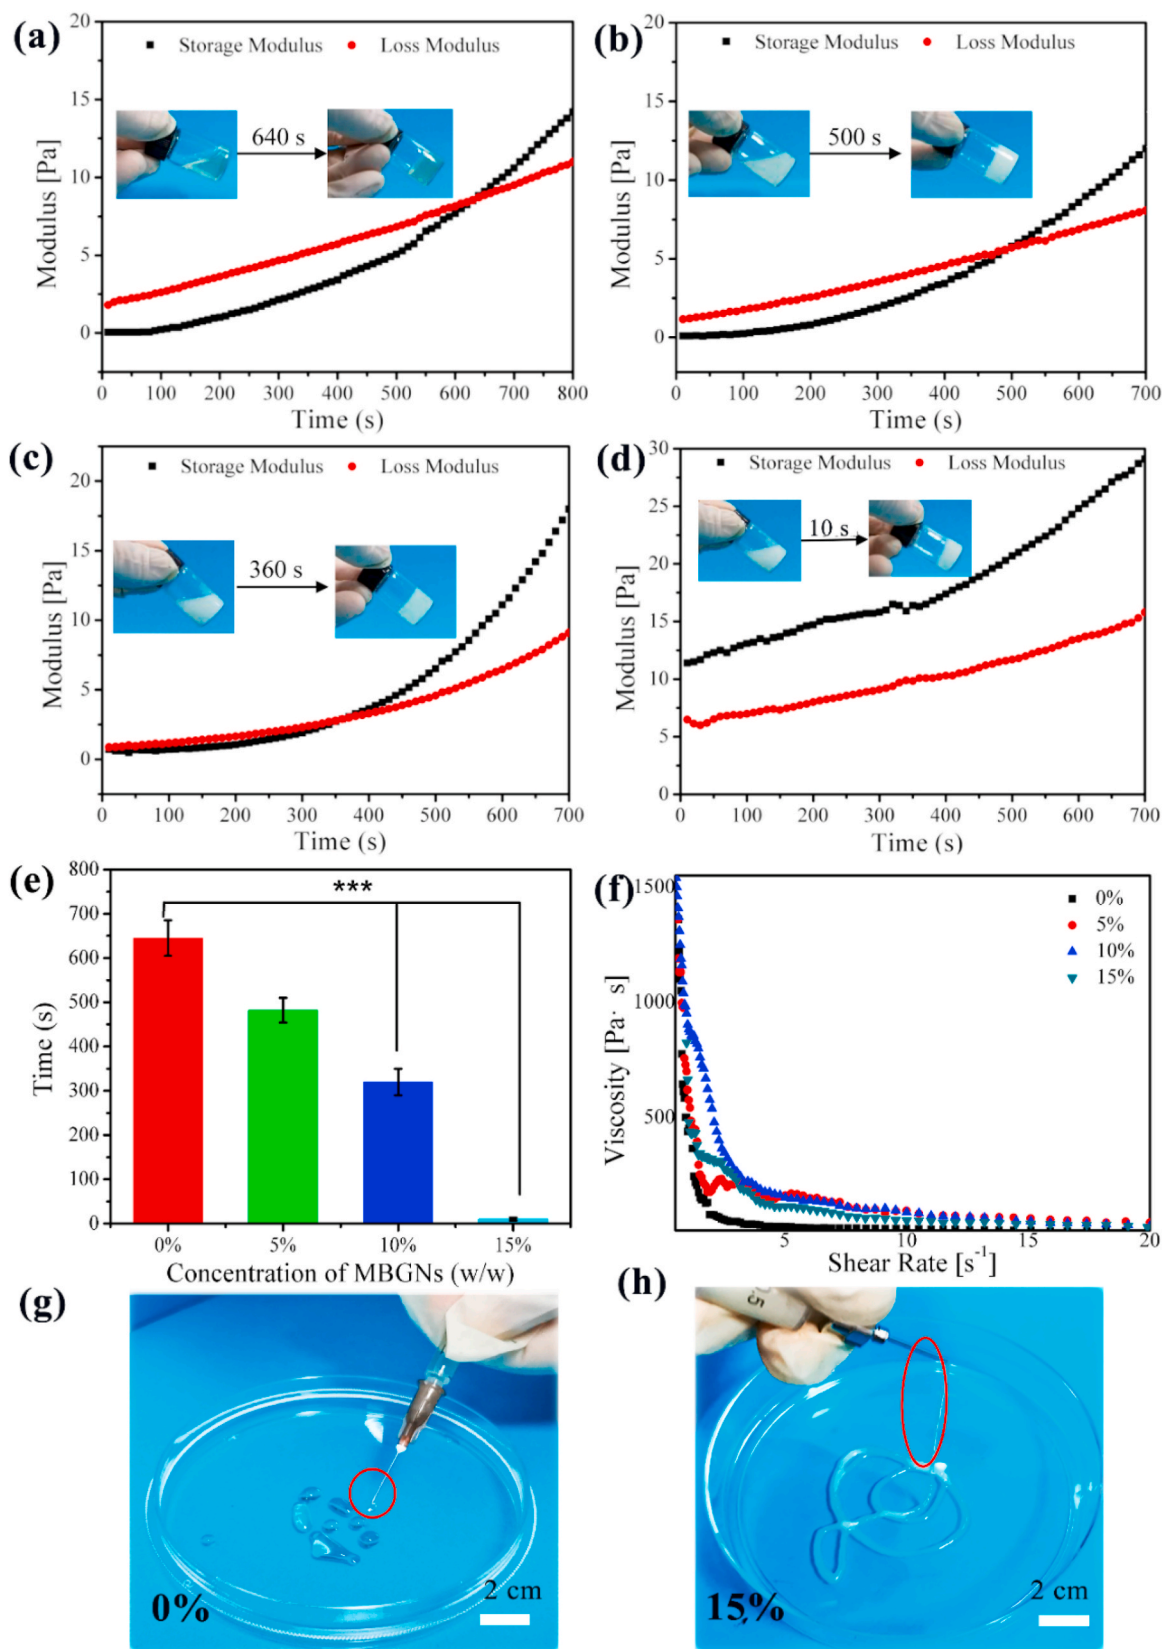 (a)
Storage Modulus
Loss Modulus
640 s
Modulus [Pa]
20
15
10
5
0
0 100 200 300 400 500 600 700 800
Time (s)
(b)
Storage Modulus
Loss Modulus
500 s
Modulus [Pa]
20
15
10
5
0
0 100 200 300 400 500 600 700
Time (s)
(c)
Storage Modulus
Loss Modulus
360 s
Modulus [Pa]
20
15
10
5
0
0 100 200 300 400 500 600 700
Time (s)
(d)
Storage Modulus
Loss Modulus
10 s
Modulus [Pa]
30
25
20
15
10
5
0
0 100 200 300 400 500 600 700
Time (s)
(e)
***
Time (s)
800
700
600
500
400
300
200
100
0
0% 5% 10% 15%
Concentration of MBGNs (w/w)
(f)
0%
5%
10%
15%
Viscosity [Pa· s]
1500
1000
500
5 10 15 20
Shear Rate [s⁻¹]
(g)
0%
2 cm
(h)
0.5
15%
2 cm